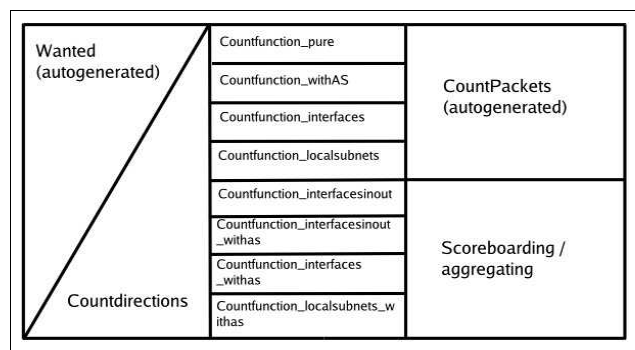 Wanted
(autogenerated)
Countdirections
Countfunction_pure
Countfunction_withAS
Countfunction_interfaces
Countfunction_localsubnets
Countfunction_interfacesinout
Countfunction_interfacesinout
_withas
Countfunction_interfaces
_withas
Countfunction_localsubnets_w
ithas
CountPackets
(autogenerated)
Scoreboarding /
aggregating